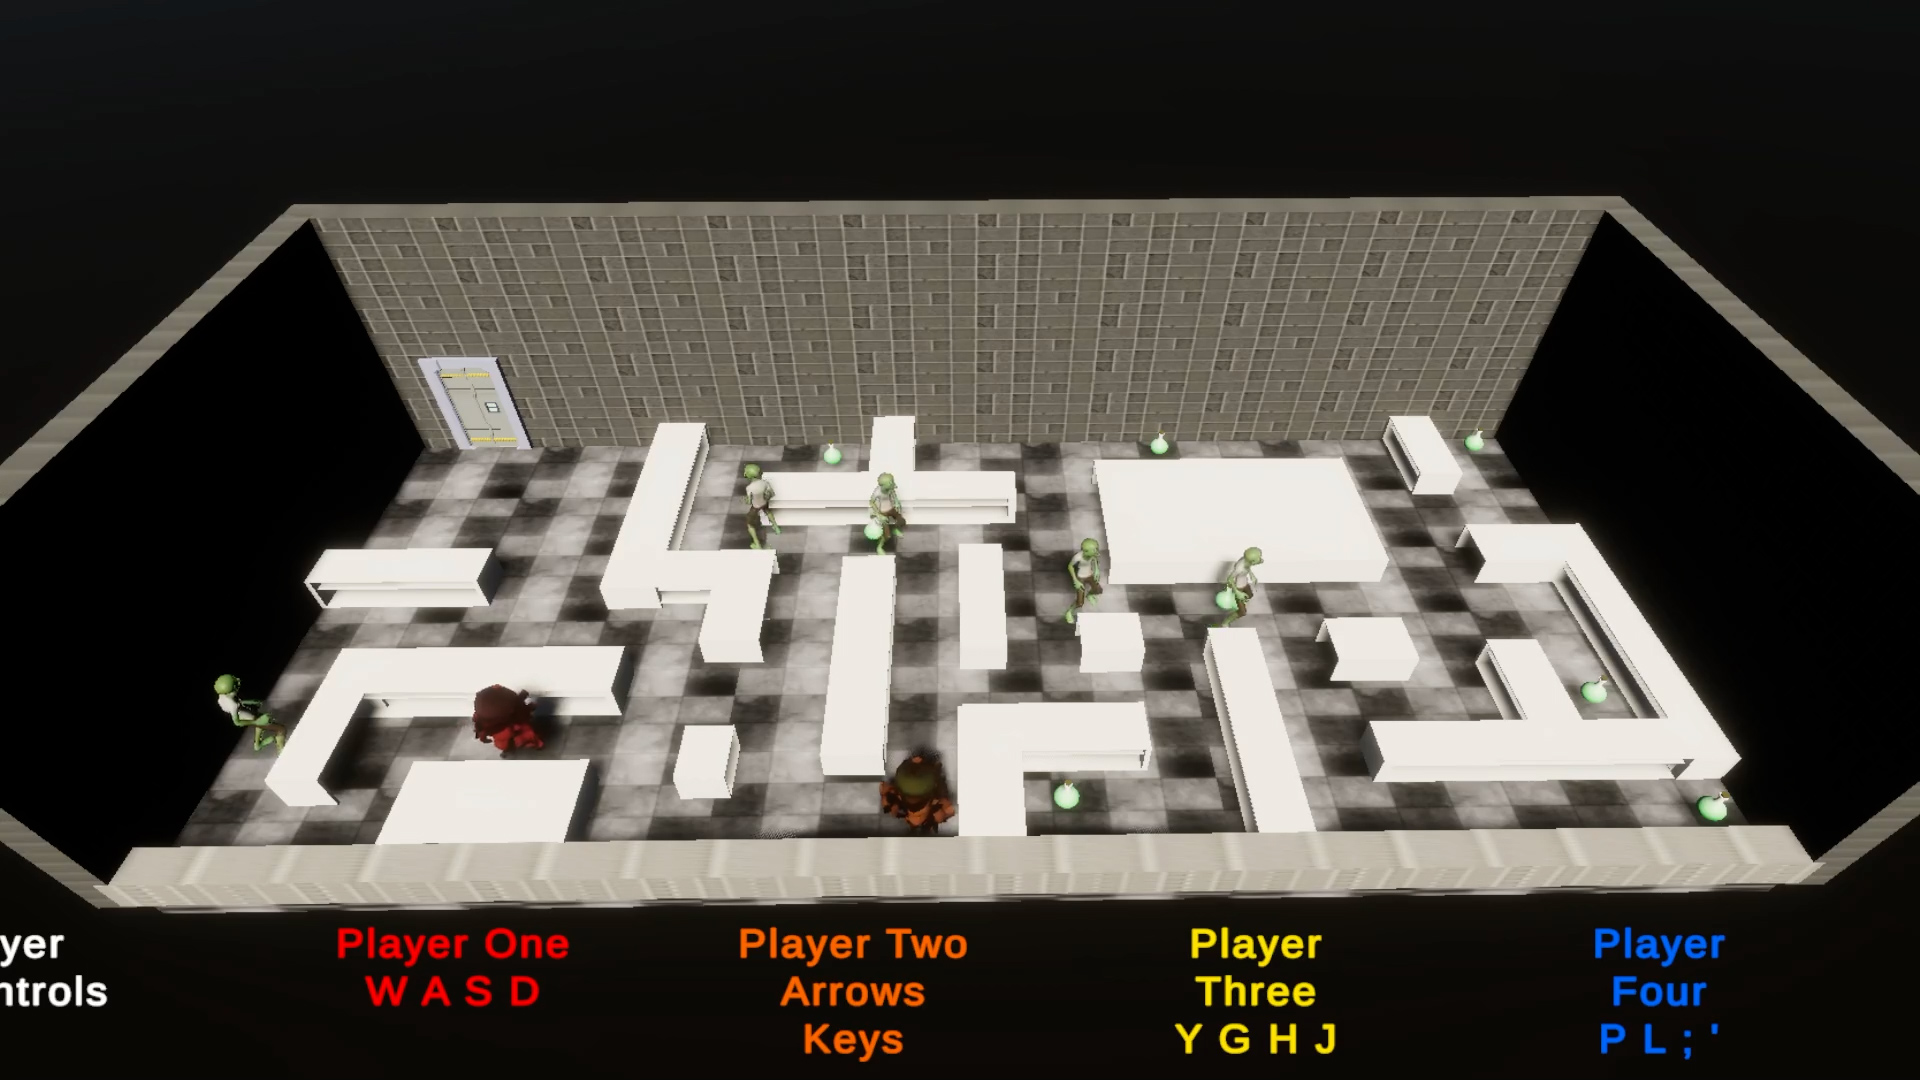 yer
ntrols
Player One
W A S D
Player Two
Arrows
Keys
Player
Three
Y G H J
Player
Four
P L ; '